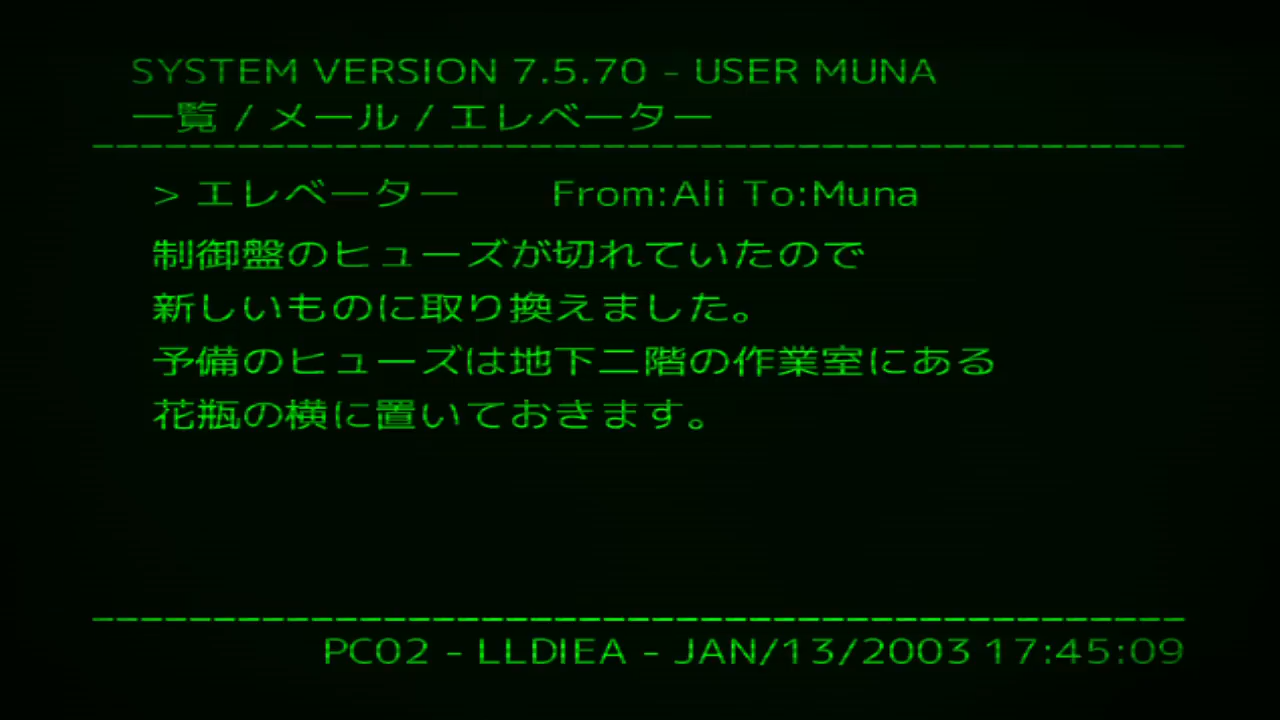 SYSTEM VERSION 7.5.70 - USER MUNA
一覧 / メール / エレベーター
> エレベーター From:Ali To:Muna
制御盤のヒューズが切れていたので
新しいものに取り換えました。
予備のヒューズは地下二階の作業室にある
花瓶の横に置いておきます。
PC02 - LLDIEA - JAN/13/2003 17:45:09